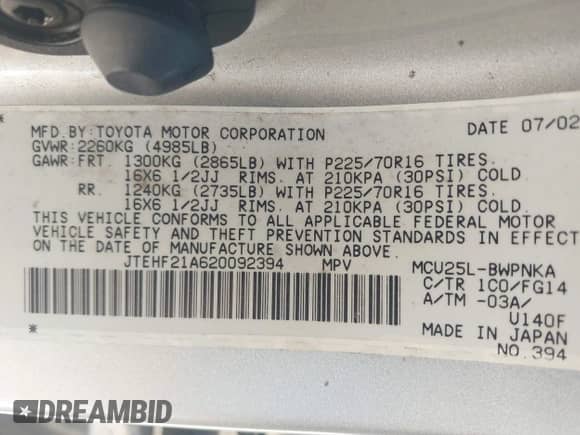 MFD.BY:TOYOTA MOTOR CORPORATION DATE 07/02
GVWR:2260KG (4985LB)
GAWR:FRT. 1300KG (2865LB) WITH P225/70R16 TIRES.
16X6 1/2JJ RIMS. AT 210KPA (30PSI) COLD
RR. 1240KG (2735LB) WITH P225/70R16 TIRES.
16X6 1/2JJ RIMS. AT 210KPA (30PSI) COLD.
THIS VEHICLE CONFORMS TO ALL APPLICABLE FEDERAL MOTOR
VEHICLE SAFETY AND THEFT PREVENTION STANDARDS IN EFFECT
ON THE DATE OF MANUFACTURE SHOWN ABOVE.
JTEHF21A620092394 MPV MCU25L-BWPNKA
C/TR 1C0/FG14
A/TM -03A/
U140F
MADE IN JAPAN
NO.394
DREAMBID